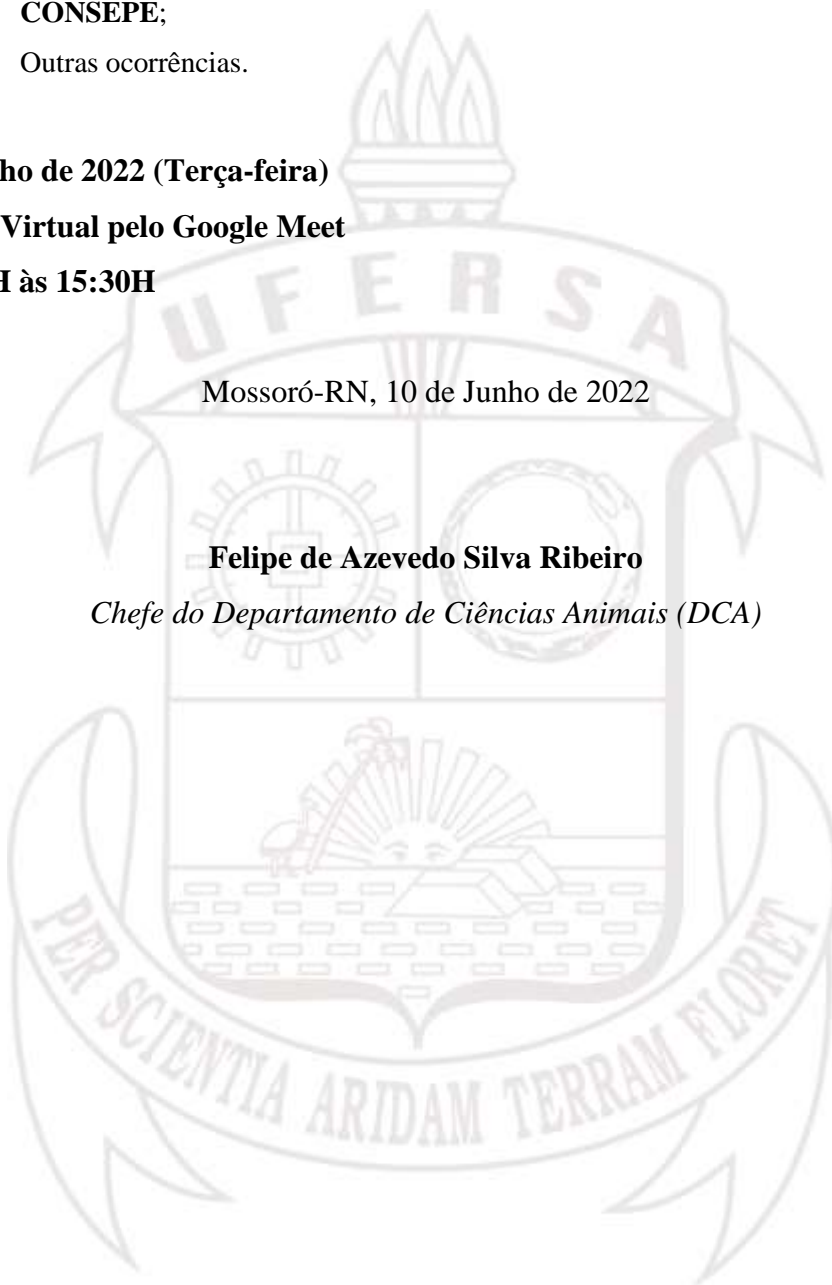 CONSEPE;
Outras ocorrências.
ho de 2022 (Terça-feira)
Virtual pelo Google Meet
às 15:30H
UFERSA
Mossoró-RN, 10 de Junho de 2022
Felipe de Azevedo Silva Ribeiro
Chefe do Departamento de Ciências Animais (DCA)
PER SCIENTIA ARIDAM TERRAM FLORET